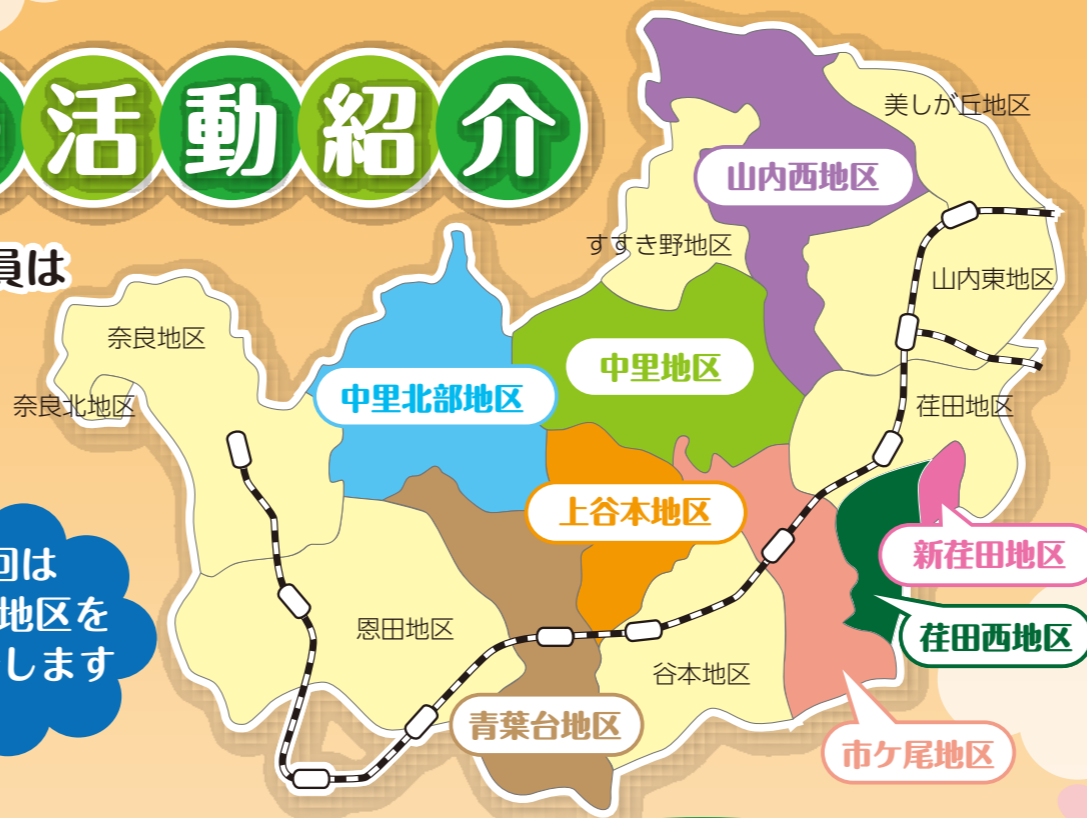 活動紹介
員は
美しが丘地区
山内西地区
すすき野地区
山内東地区
奈良地区
中里地区
中里北部地区
奈良北地区
荏田地区
上谷本地区
新荏田地区
回は
地区を
します
恩田地区
荏田西地区
谷本地区
青葉台地区
市ケ尾地区